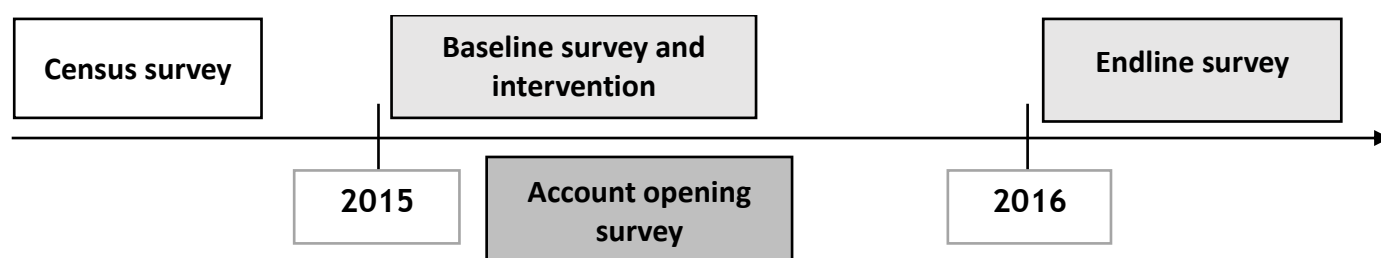 Census survey
Baseline survey and
intervention
Endline survey
2015
Account opening
survey
2016